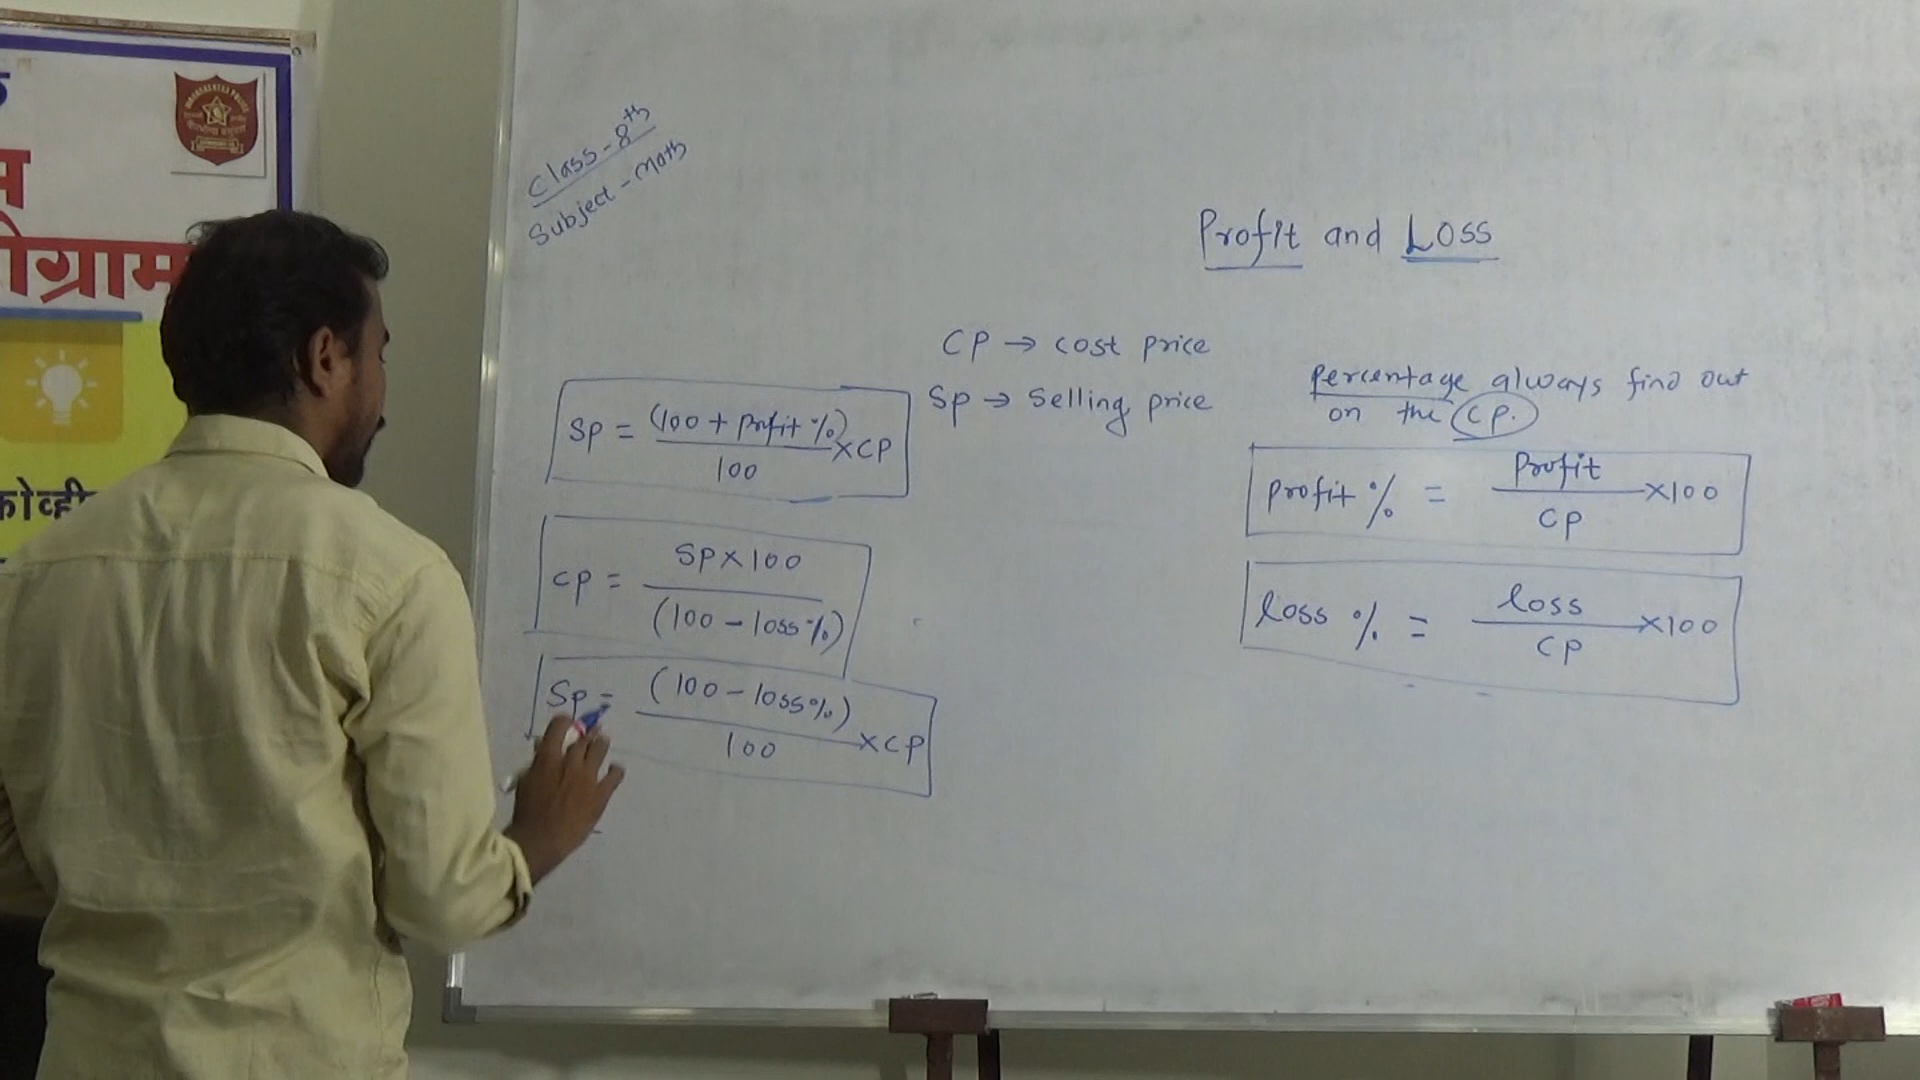 MAHARASHTRA POLICE
Class - 8th
Subject - Math
Profit and Loss
CP → cost price
SP → Selling price
Percentage always find out
on the CP.
SP = (100 + Profit %) / 100 × CP
CP = SP × 100 / (100 - loss %)
SP = (100 - loss %) / 100 × CP
profit % = Profit / CP × 100
loss % = loss / CP × 100